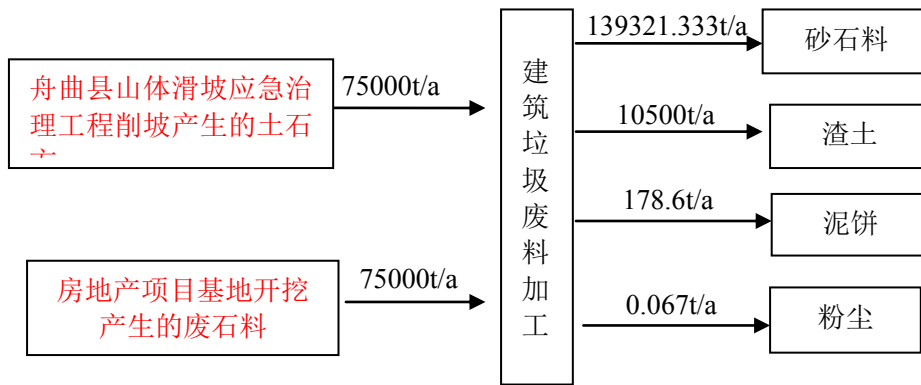 舟曲县山体滑坡应急治
理工程削坡产生的土石
75000t/a
房地产项目基地开挖
产生的废石料
75000t/a
建筑垃圾废料加工
139321.333t/a
砂石料
10500t/a
渣土
178.6t/a
泥饼
0.067t/a
粉尘